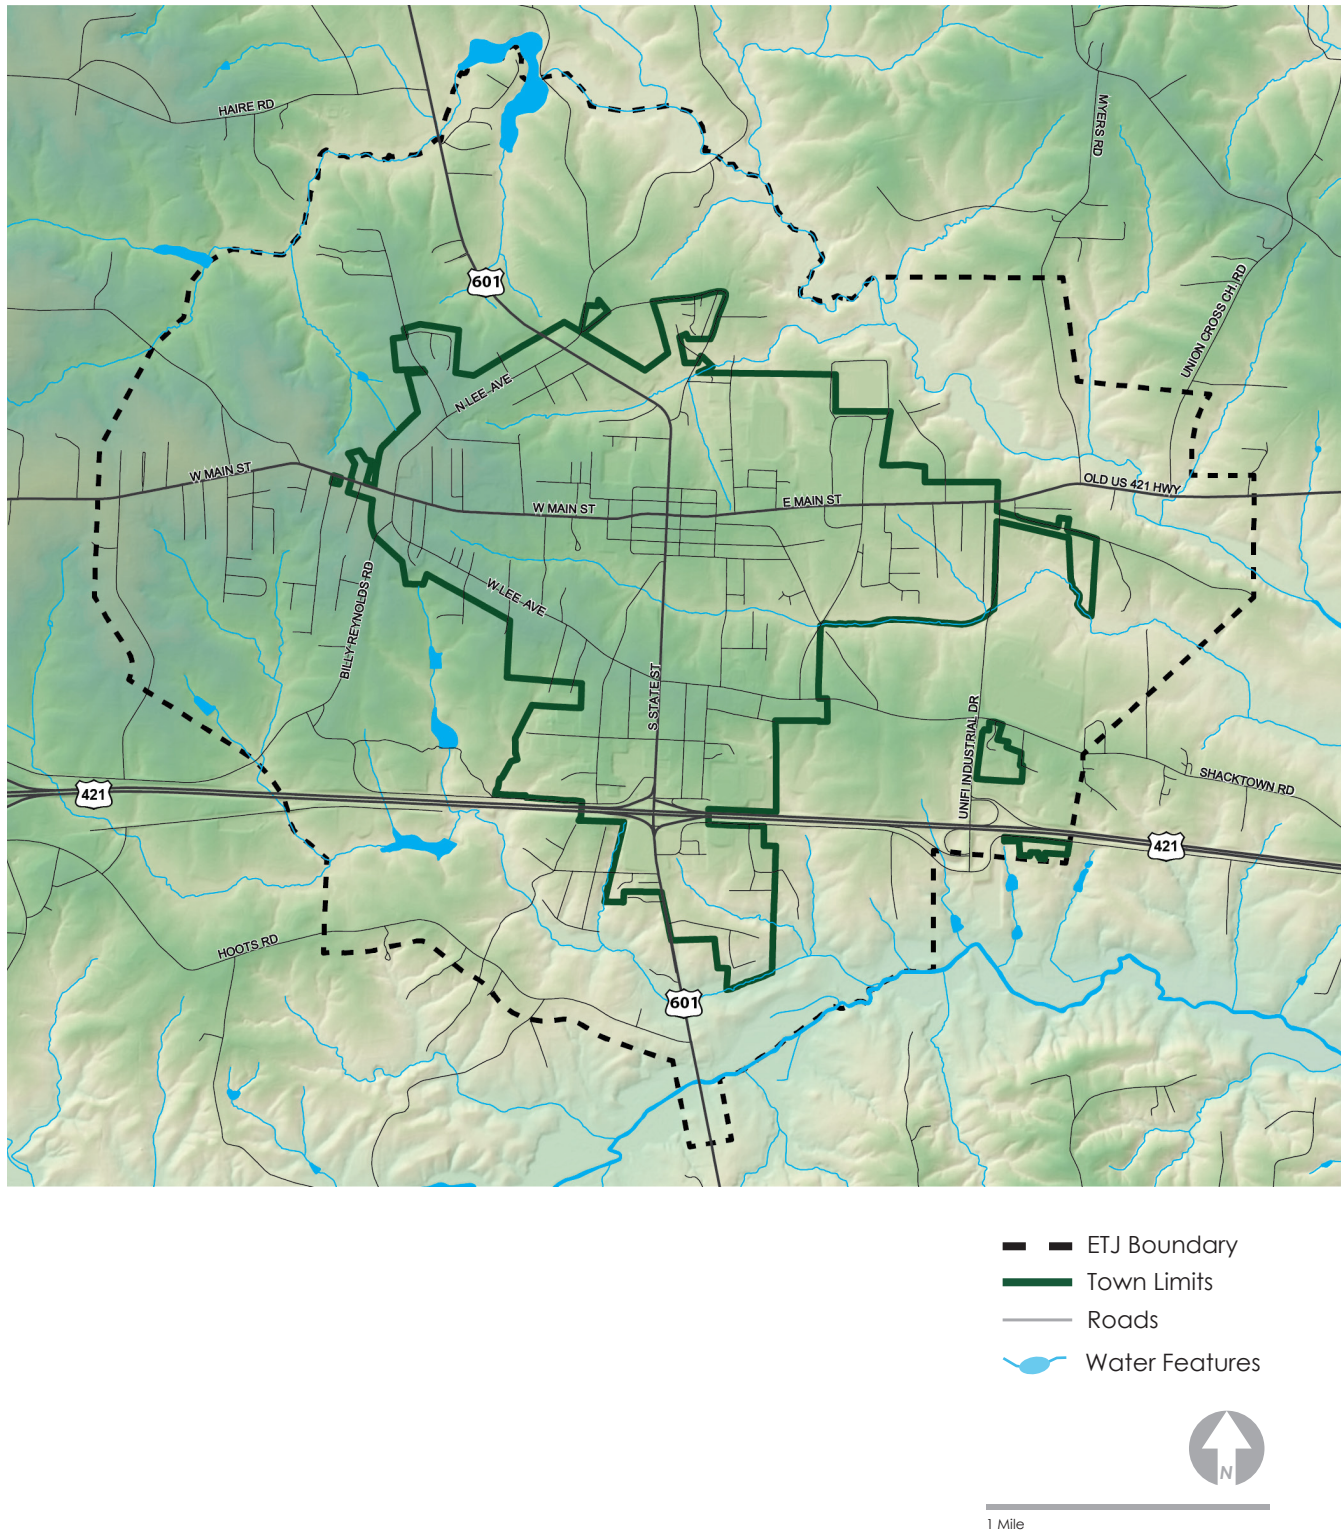 HAIRE RD
MYERS RD
601
UNION CROSS CH. RD
N LEE AVE
W MAIN ST
OLD US 421 HWY
E MAIN ST
W MAIN ST
W LEE AVE
BILLY REYNOLDS RD
S STATE ST
UNIFI INDUSTRIAL DR
SHACKTOWN RD
421
421
HOOTS RD
601
ETJ Boundary
Town Limits
Roads
Water Features
N
1 Mile